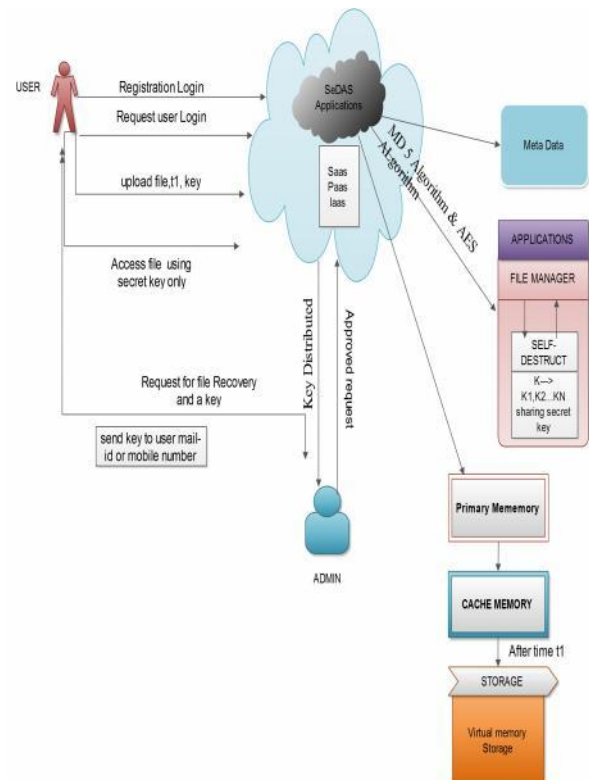 USER
Registration Login
Request user Login
upload file,t1, key
Access file using
secret key only
Request for file Recovery
and a key
send key to user mail-
id or mobile number
SeDAS
Applications
Saas
Paas
Iaas
Key Distributed
Approved request
ADMIN
MD 5 Algorithm & AES
Al-gorithm
Meta Data
APPLICATIONS
FILE MANAGER
SELF-
DESTRUCT
K--->
K1,K2...KN
sharing secret
key
Primary Mememory
CACHE MEMORY
After time t1
STORAGE
Virtual memory
Storage